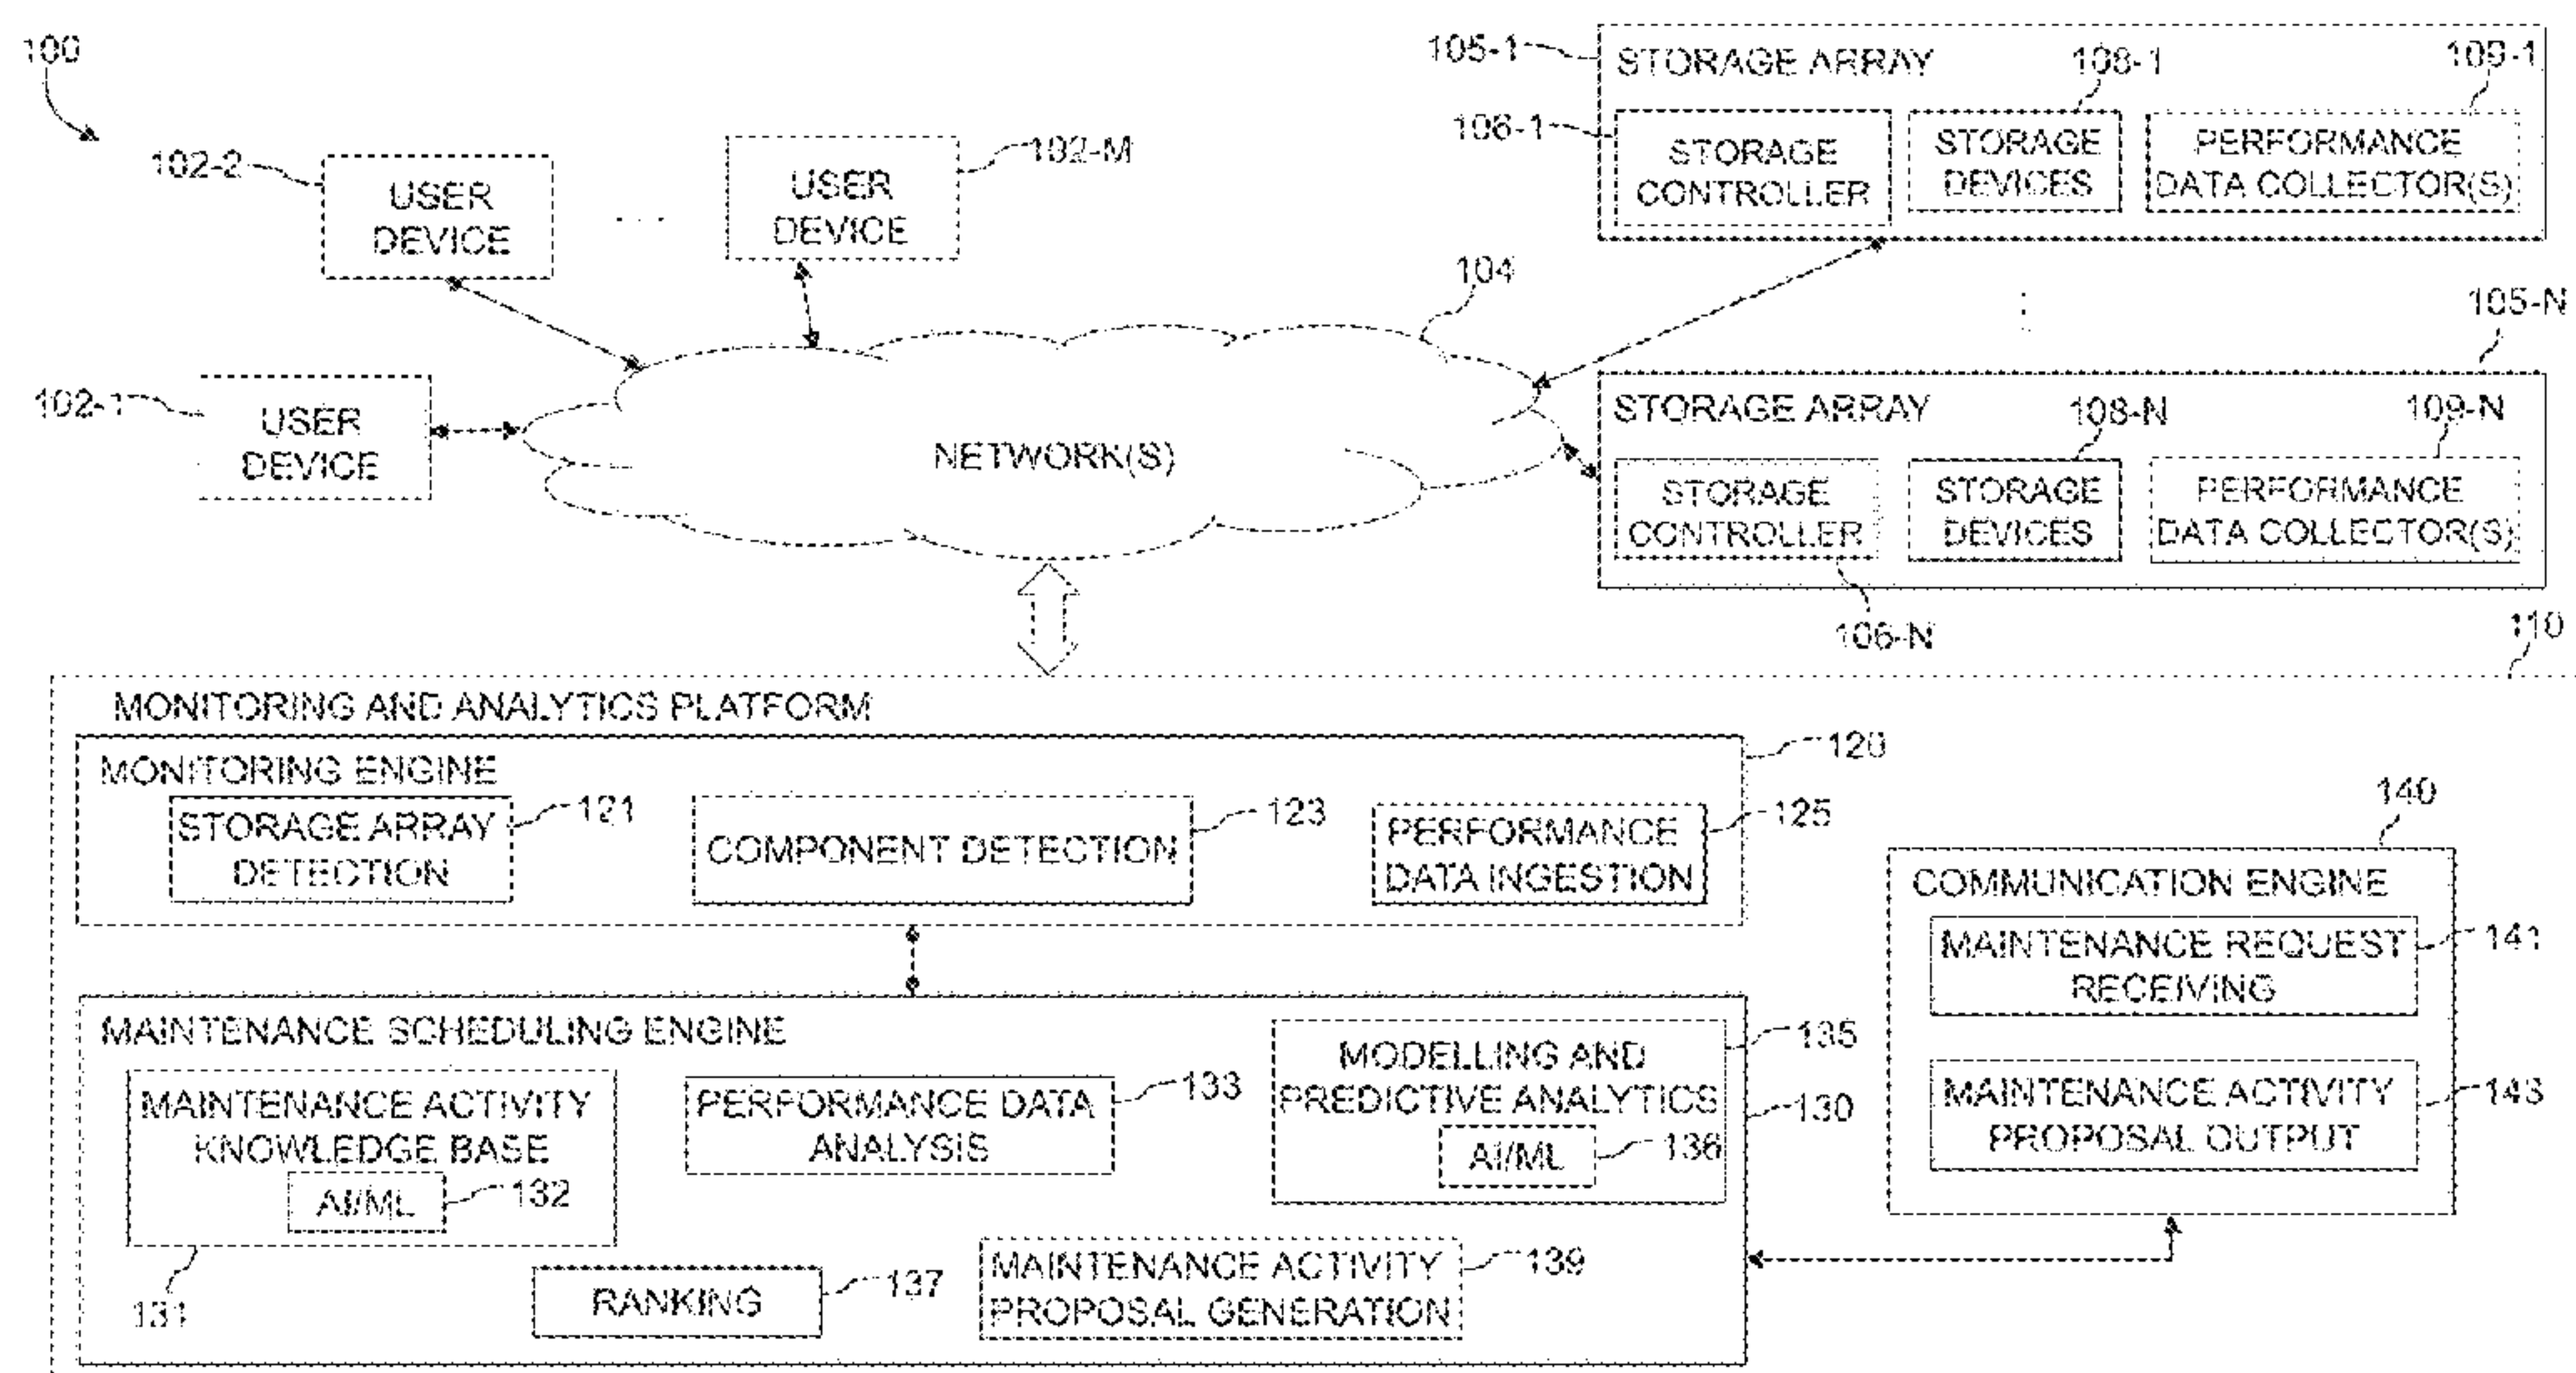 100
102-2
USER
DEVICE
. . .
102-M
USER
DEVICE
102-1
USER
DEVICE
104
NETWORK(S)
105-1
STORAGE ARRAY
106-1
STORAGE
CONTROLLER
108-1
STORAGE
DEVICES
109-1
PERFORMANCE
DATA COLLECTOR(S)
105-N
STORAGE ARRAY
108-N
109-N
STORAGE
CONTROLLER
STORAGE
DEVICES
PERFORMANCE
DATA COLLECTOR(S)
106-N
110
MONITORING AND ANALYTICS PLATFORM
120
MONITORING ENGINE
STORAGE ARRAY
DETECTION
121
COMPONENT DETECTION
123
PERFORMANCE
DATA INGESTION
125
MAINTENANCE SCHEDULING ENGINE
MAINTENANCE ACTIVITY
KNOWLEDGE BASE
AI/ML
132
131
PERFORMANCE DATA
ANALYSIS
133
MODELLING AND
PREDICTIVE ANALYTICS
135
AI/ML
136
130
RANKING
137
MAINTENANCE ACTIVITY
PROPOSAL GENERATION
139
140
COMMUNICATION ENGINE
MAINTENANCE REQUEST
RECEIVING
141
MAINTENANCE ACTIVITY
PROPOSAL OUTPUT
143